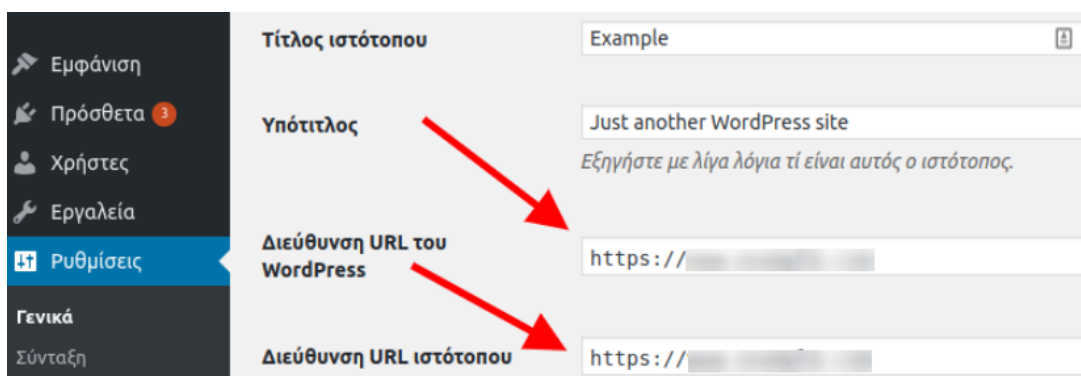 Τίτλος ιστότοπου
Example
Εμφάνιση
Πρόσθετα 3
Υπότιτλος
Just another WordPress site
Χρήστες
Εξηγήστε με λίγα λόγια τί είναι αυτός ο ιστότοπος.
Εργαλεία
Διεύθυνση URL του
WordPress
https://
Ρυθμίσεις
Γενικά
Σύνταξη
Διεύθυνση URL ιστότοπου
https://